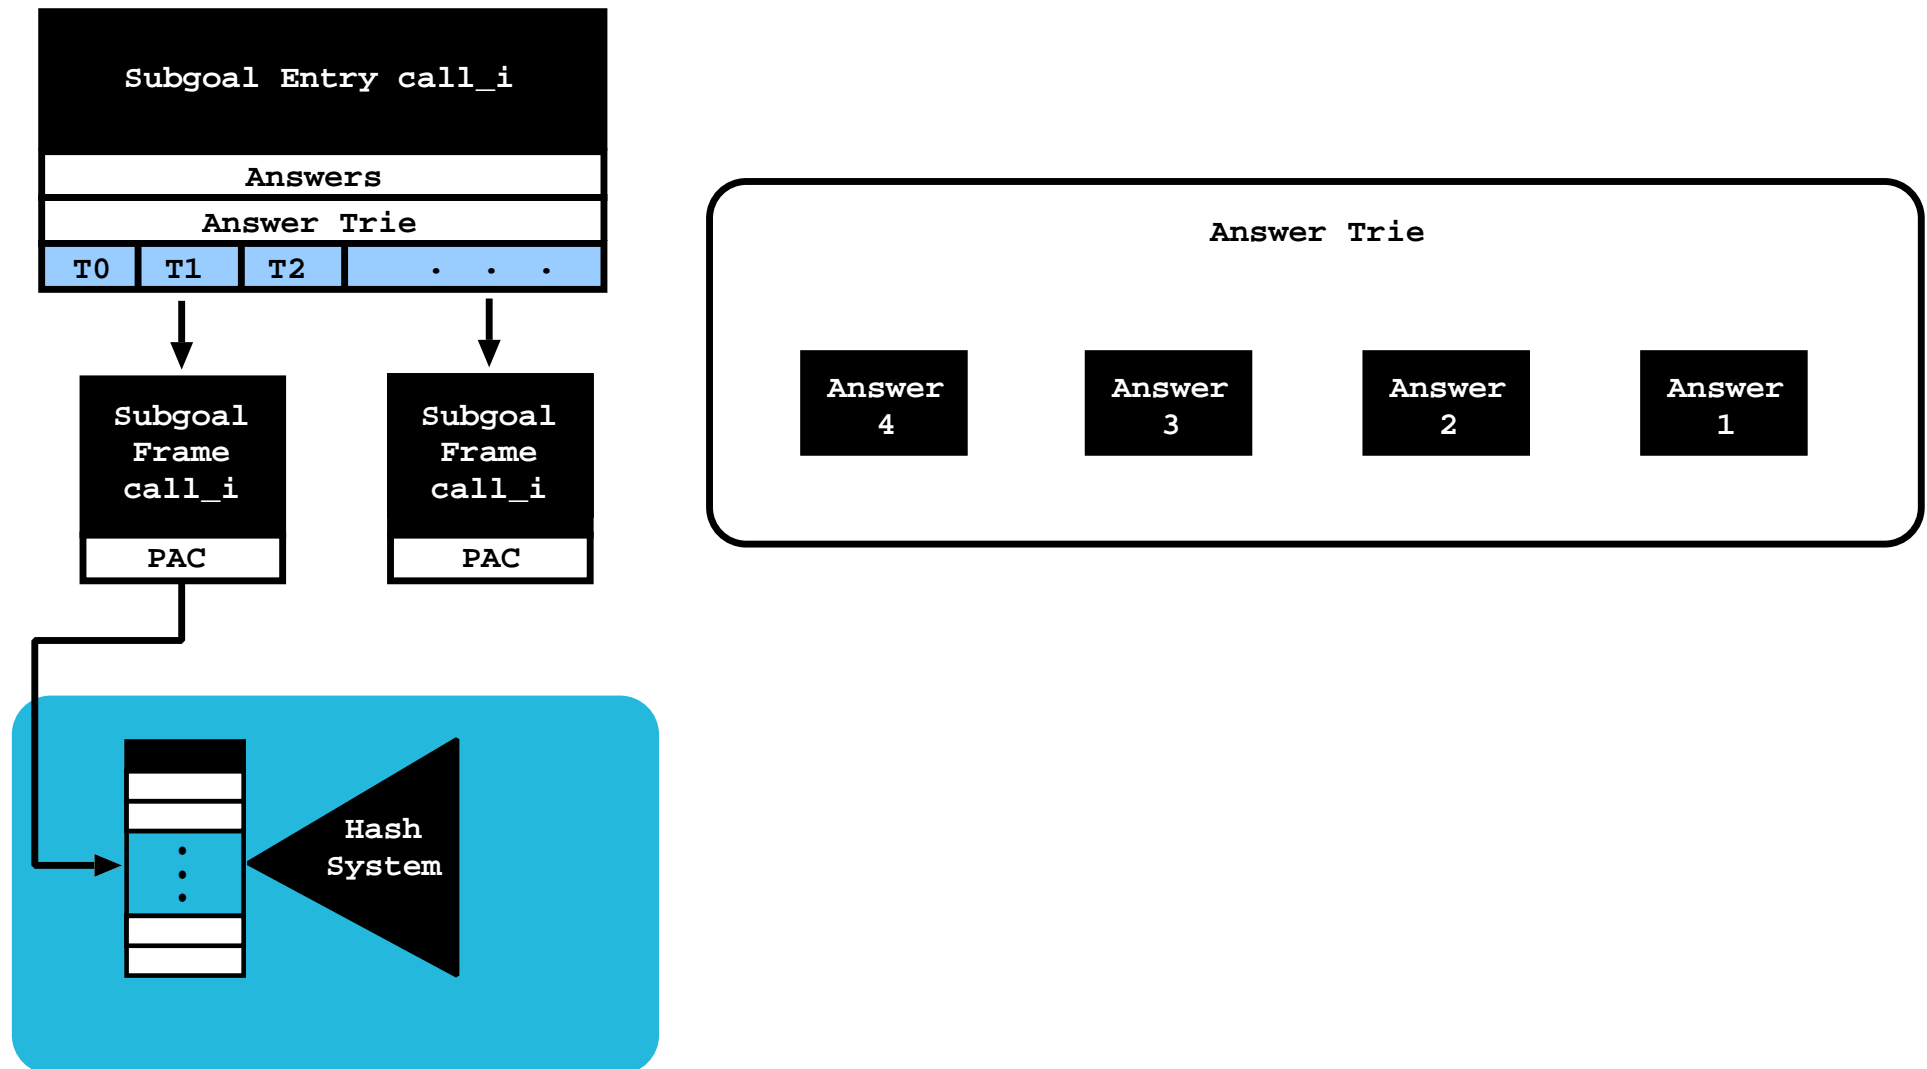 Subgoal Entry call_i
Answers
Answer Trie
T0 T1 T2 . . .
Subgoal
Frame
call_i
PAC
Subgoal
Frame
call_i
PAC
Hash
System
Answer Trie
Answer
4
Answer
3
Answer
2
Answer
1